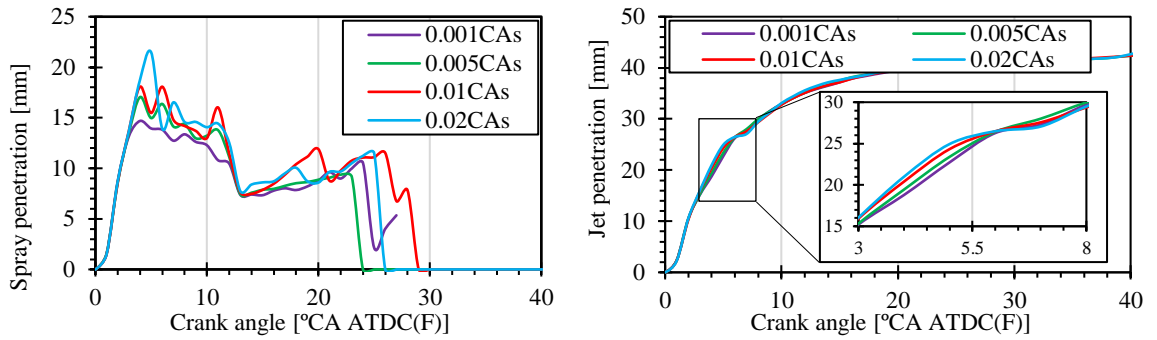 Spray penetration [mm]
25
20
15
10
5
0
0 10 20 30 40
Crank angle [ºCA ATDC(F)]
0.001CAs
0.005CAs
0.01CAs
0.02CAs
Jet penetration [mm]
50
40
30
20
10
0
0 10 20 30 40
Crank angle [ºCA ATDC(F)]
0.001CAs 0.005CAs
0.01CAs 0.02CAs
30
25
20
15
3 5.5 8